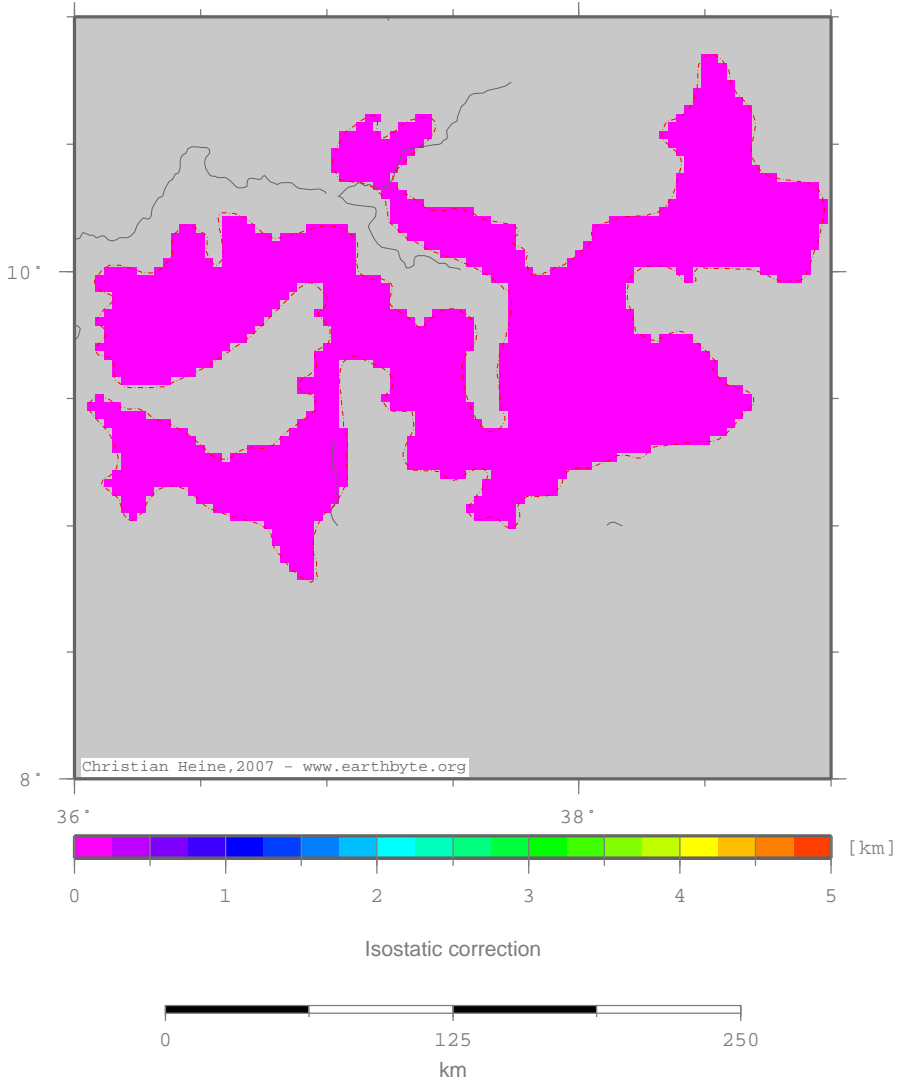 10°
8°
Christian Heine,2007 - www.earthbyte.org
36° 38°
[km]
0 1 2 3 4 5
Isostatic correction
0 125 250
km